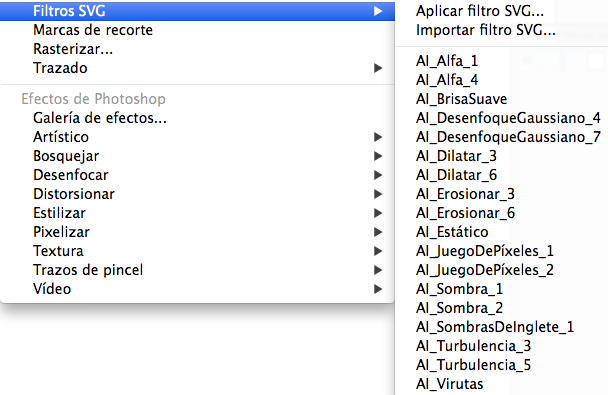 Filtros SVG
Marcas de recorte
Rasterizar...
Trazado
Efectos de Photoshop
Galería de efectos...
Artístico
Bosquejar
Desenfocar
Distorsionar
Estilizar
Pixelizar
Textura
Trazos de pincel
Vídeo
Aplicar filtro SVG...
Importar filtro SVG...
AI_Alfa_1
AI_Alfa_4
AI_BrisaSuave
AI_DesenfoqueGaussiano_4
AI_DesenfoqueGaussiano_7
AI_Dilatar_3
AI_Dilatar_6
AI_Erosionar_3
AI_Erosionar_6
AI_Estático
AI_JuegoDePíxeles_1
AI_JuegoDePíxeles_2
AI_Sombra_1
AI_Sombra_2
AI_SombrasDeInglete_1
AI_Turbulencia_3
AI_Turbulencia_5
AI_Virutas